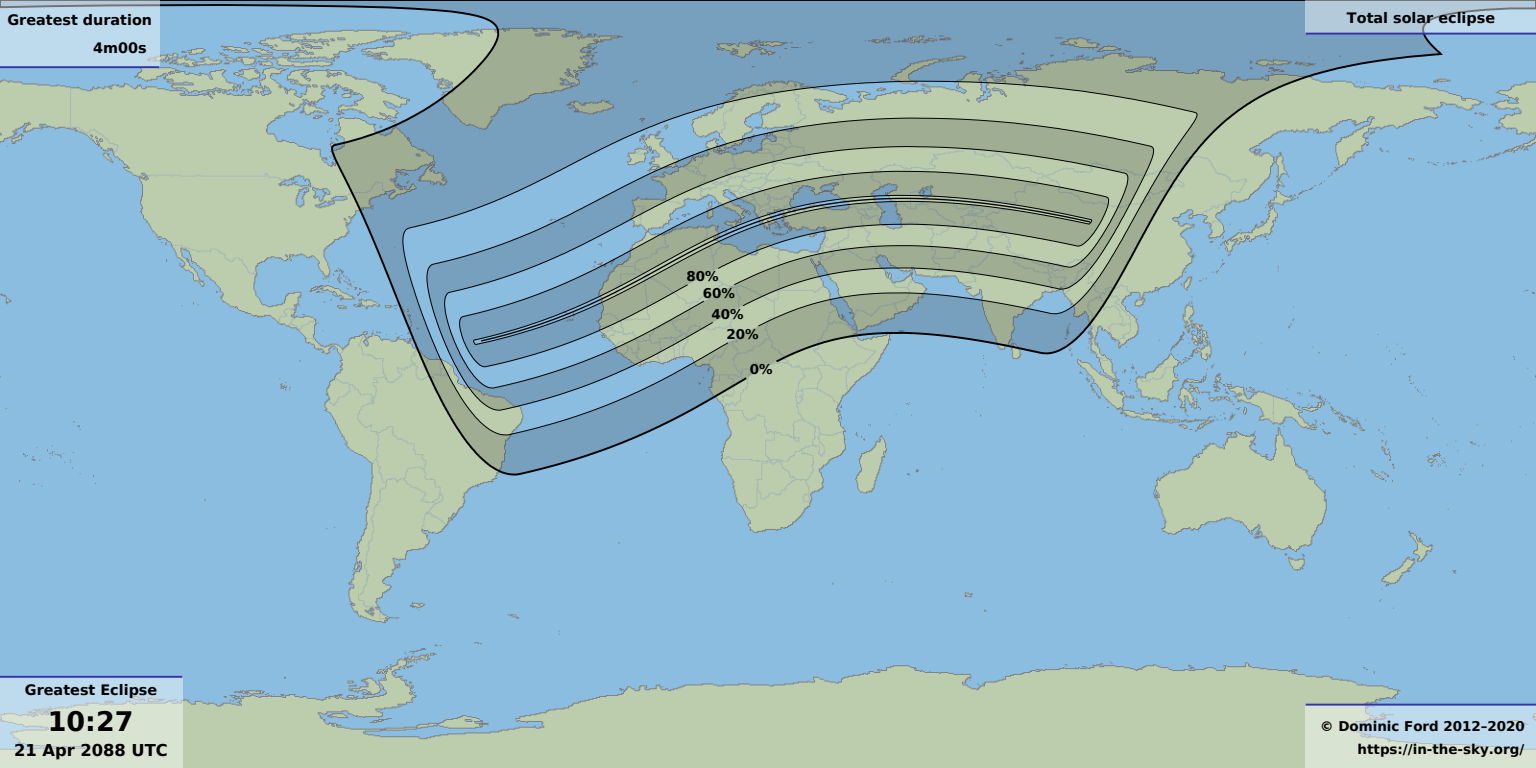 Greatest duration
4m00s
Total solar eclipse
80%
60%
40%
20%
0%
Greatest Eclipse
10:27
21 Apr 2088 UTC
© Dominic Ford 2012–2020
https://in-the-sky.org/